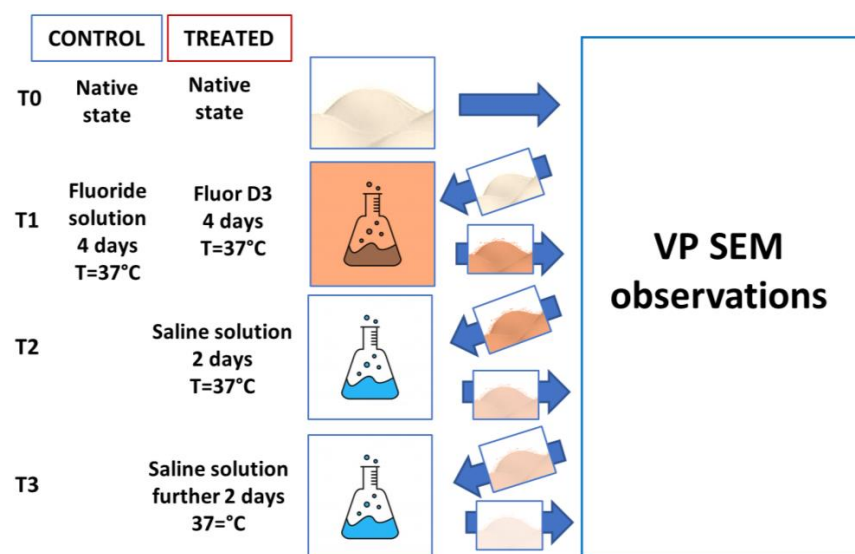 CONTROL
TREATED
T0
Native
state
Native
state
T1
Fluoride
solution
4 days
T=37°C
Fluor D3
4 days
T=37°C
T2
Saline solution
2 days
T=37°C
T3
Saline solution
further 2 days
37=°C
VP SEM
observations